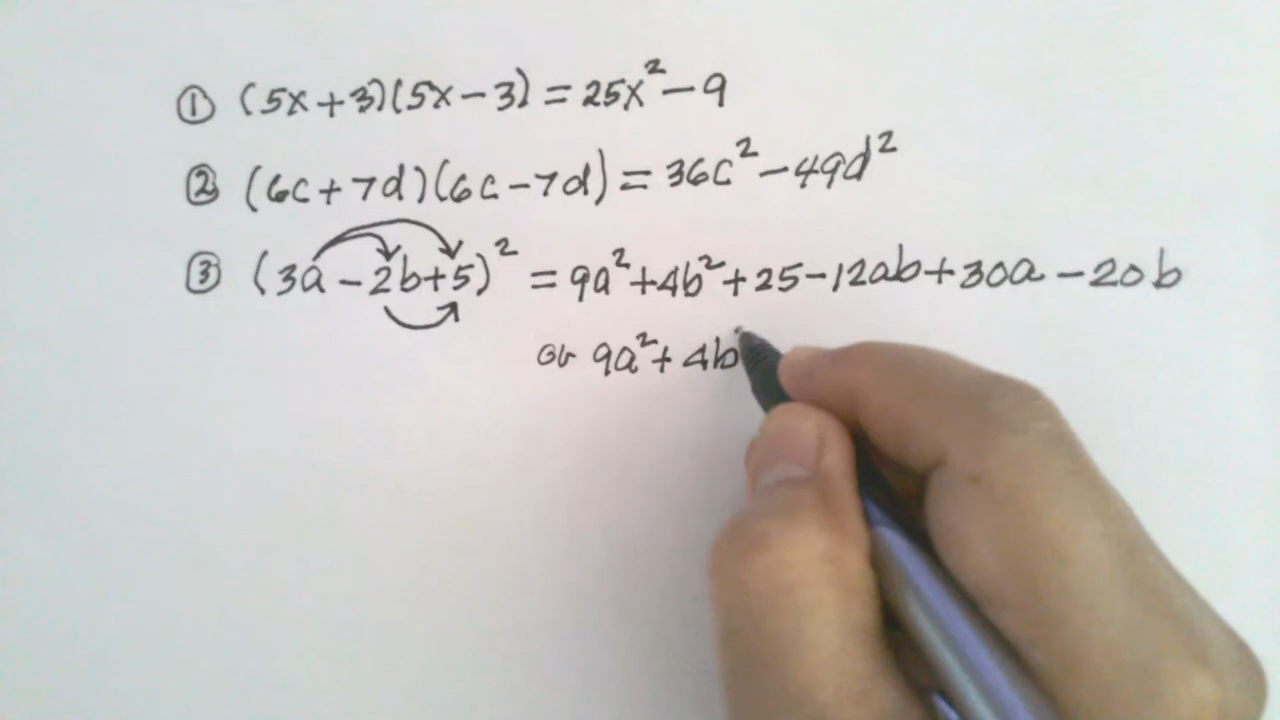 ① (5x+3)(5x-3) = 25x² - 9
② (6c+7d)(6c-7d) = 36c² - 49d²
③ (3a-2b+5)² = 9a²+4b²+25-12ab+30a-20b
or 9a²+4b